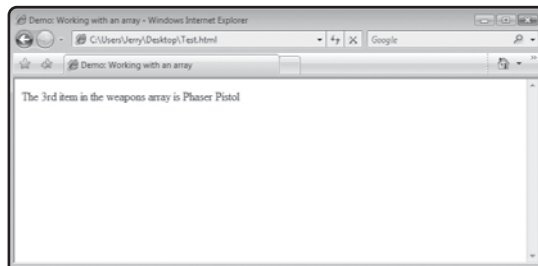 Demo: Working with an array - Windows Internet Explorer
C:\Users\Jerry\Desktop\Test.html
Google
Demo: Working with an array
The 3rd item in the weapons array is Phaser Pistol